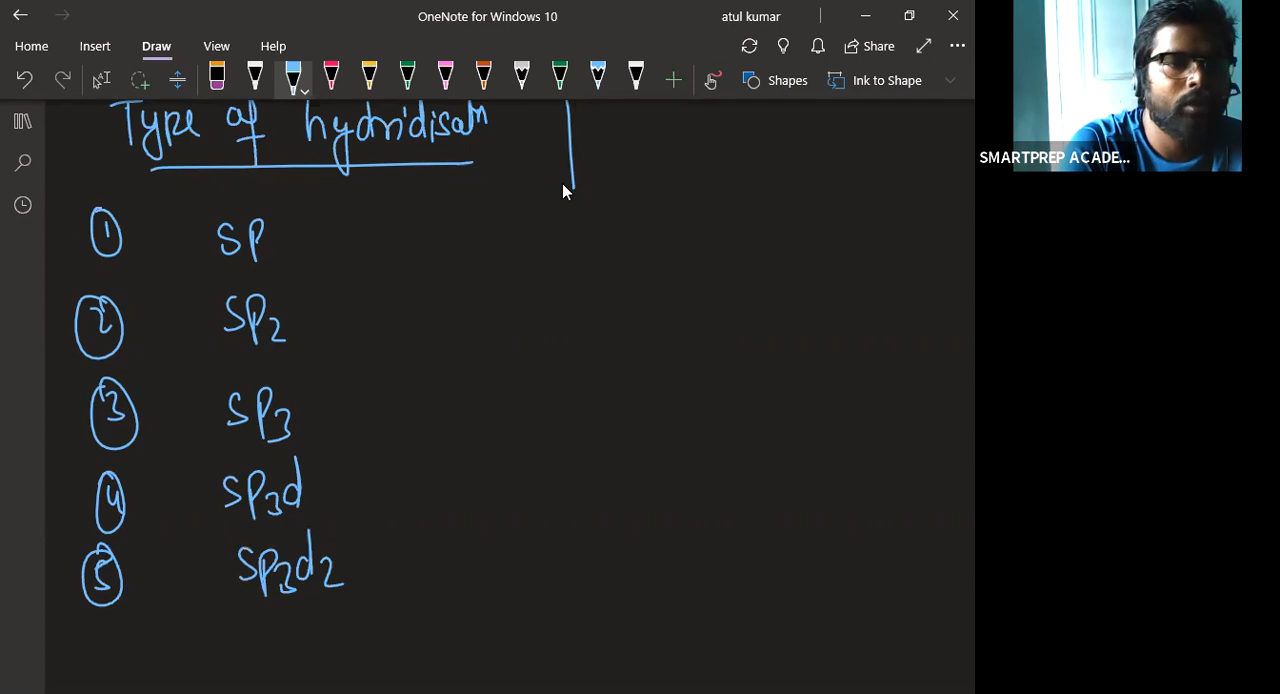 OneNote for Windows 10
atul kumar
Home Insert Draw View Help
Share
Shapes
Ink to Shape
Type of hydridisatn
1 SP
2 SP2
3 SP3
4 SP3d
5 SP3d2
SMARTPREP ACADE...